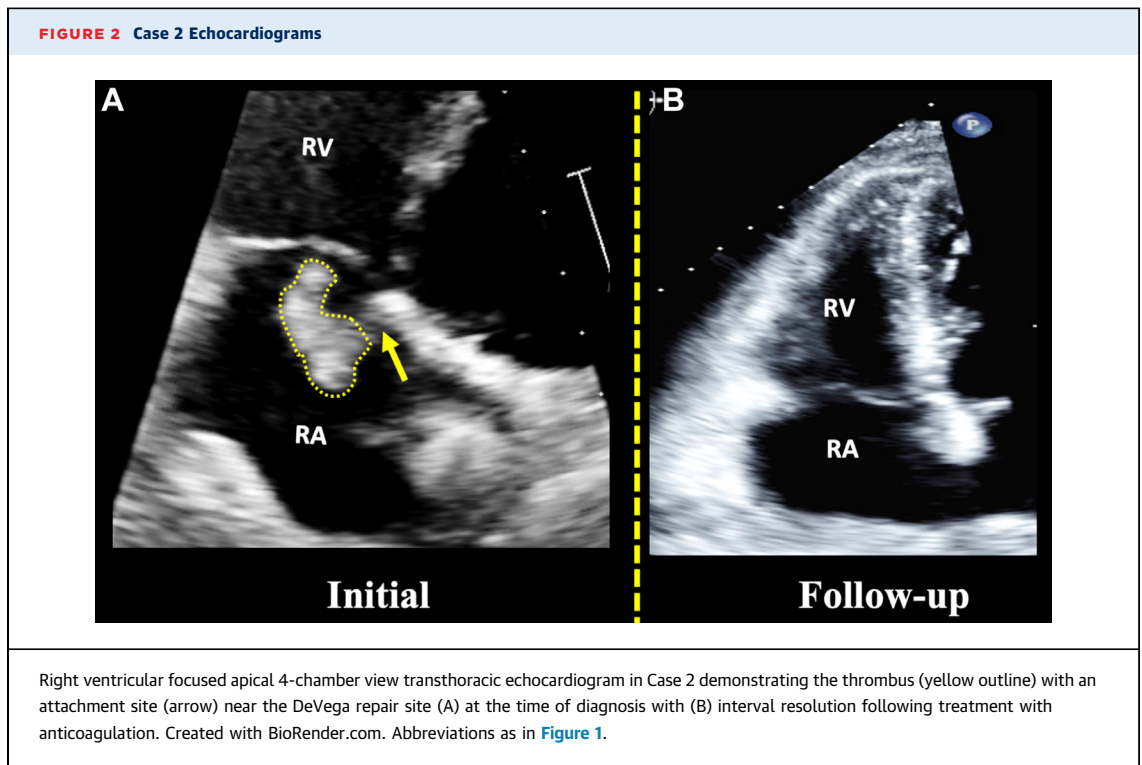 FIGURE 2 Case 2 Echocardiograms
A
B
P
RV
RV
RA
RA
Initial
Follow-up
Right ventricular focused apical 4-chamber view transthoracic echocardiogram in Case 2 demonstrating the thrombus (yellow outline) with an
attachment site (arrow) near the DeVega repair site (A) at the time of diagnosis with (B) interval resolution following treatment with
anticoagulation. Created with BioRender.com. Abbreviations as in Figure 1.